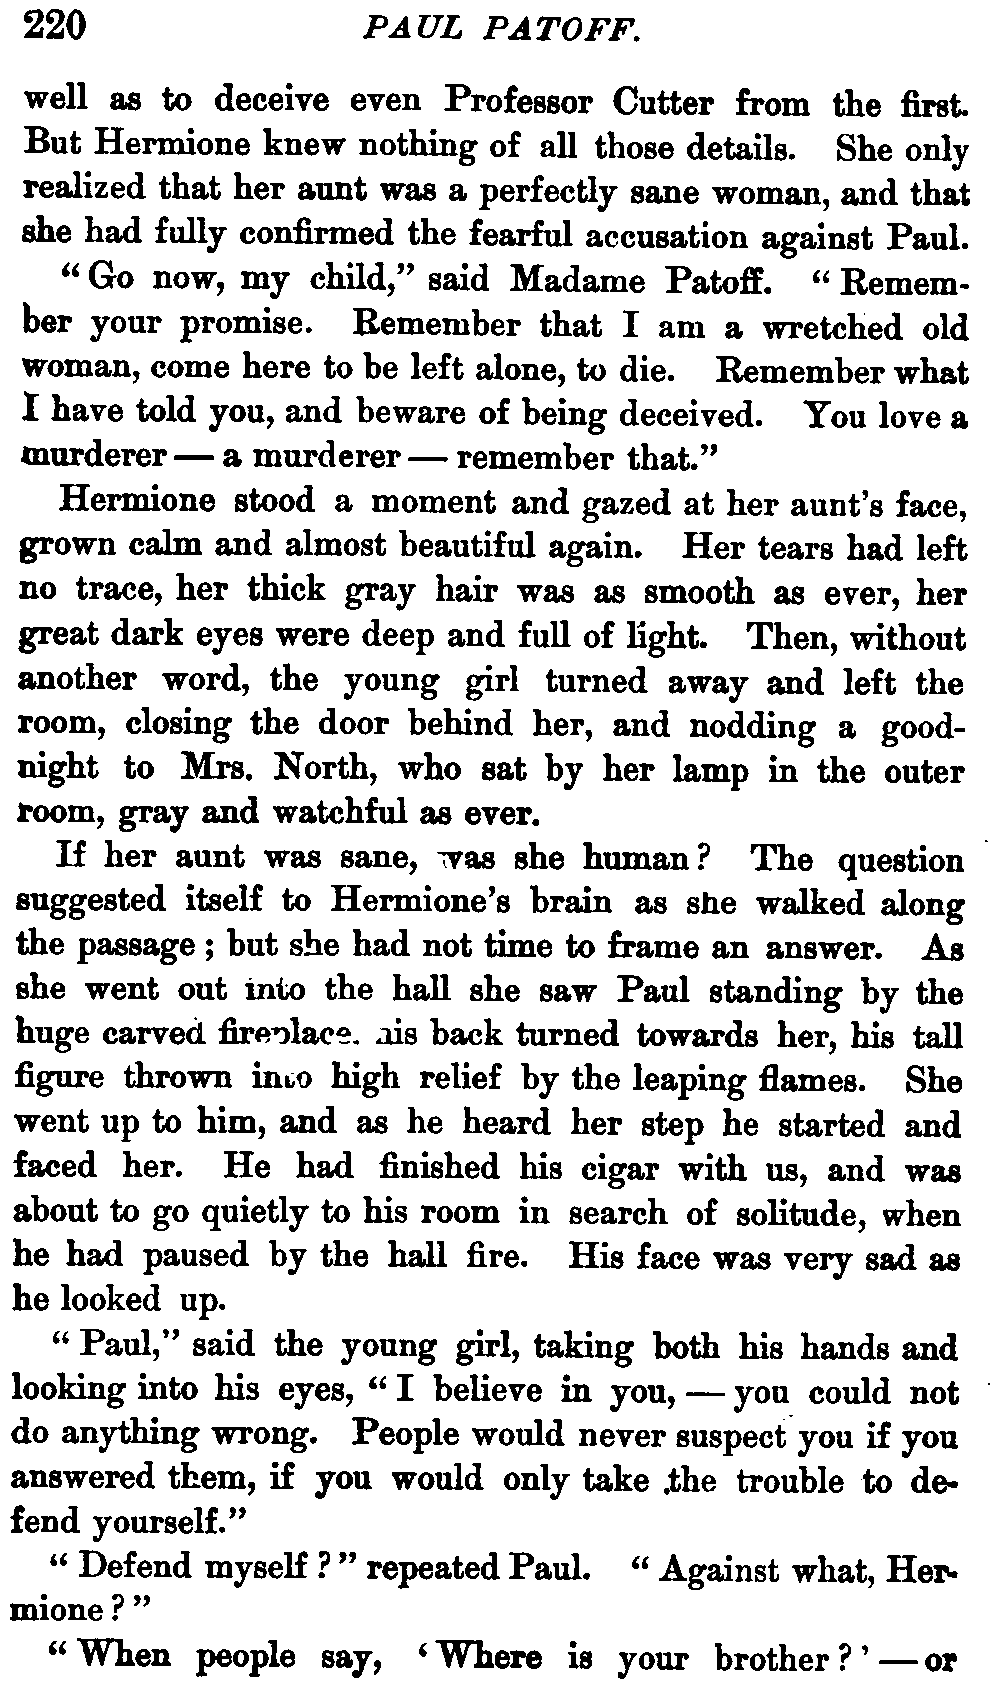 220 PAUL PATOFF.
well as to deceive even Professor Cutter from the first.
But Hermione knew nothing of all those details. She only
realized that her aunt was a perfectly sane woman, and that
she had fully confirmed the fearful accusation against Paul.
“Go now, my child,” said Madame Patoff. “Remem-
ber your promise. Remember that I am a wretched old
woman, come here to be left alone, to die. Remember what
I have told you, and beware of being deceived. You love a
murderer — a murderer — remember that.”
Hermione stood a moment and gazed at her aunt's face,
grown calm and almost beautiful again. Her tears had left
no trace, her thick gray hair was as smooth as ever, her
great dark eyes were deep and full of light. Then, without
another word, the young girl turned away and left the
room, closing the door behind her, and nodding a good-
night to Mrs. North, who sat by her lamp in the outer
room, gray and watchful as ever.
If her aunt was sane, was she human? The question
suggested itself to Hermione's brain as she walked along
the passage; but she had not time to frame an answer. As
she went out into the hall she saw Paul standing by the
huge carved fireplace, his back turned towards her, his tall
figure thrown into high relief by the leaping flames. She
went up to him, and as he heard her step he started and
faced her. He had finished his cigar with us, and was
about to go quietly to his room in search of solitude, when
he had paused by the hall fire. His face was very sad as
he looked up.
“Paul,” said the young girl, taking both his hands and
looking into his eyes, “I believe in you, — you could not
do anything wrong. People would never suspect you if you
answered them, if you would only take the trouble to de-
fend yourself.”
“Defend myself?” repeated Paul. “Against what, Her-
mione?”
“When people say, ‘Where is your brother?’ — or